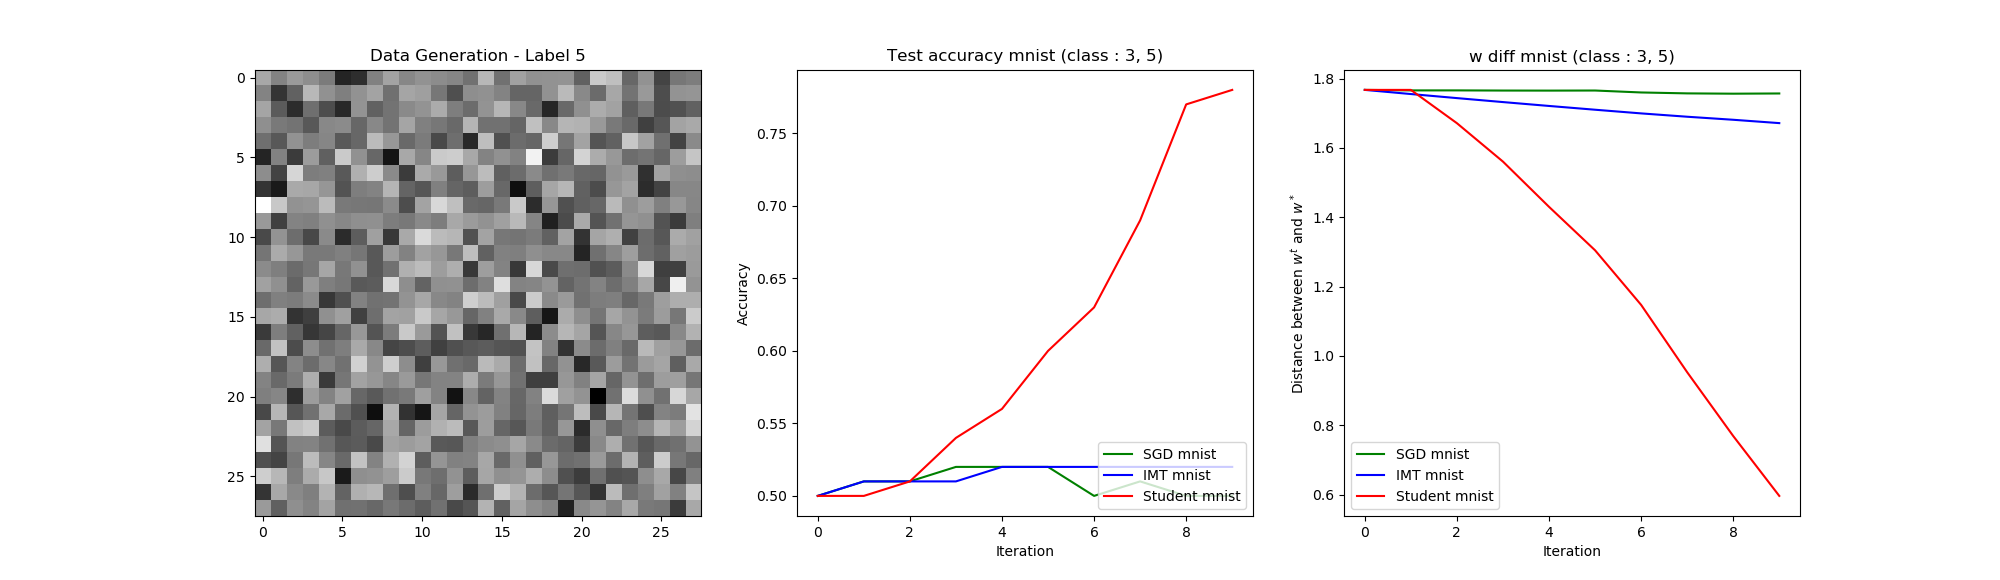 Data Generation - Label 5
0
5
10
15
20
25
0 5 10 15 20 25
Test accuracy mnist (class : 3, 5)
Accuracy
0.75
0.70
0.65
0.60
0.55
0.50
SGD mnist
IMT mnist
Student mnist
0 2 4 6 8
Iteration
w diff mnist (class : 3, 5)
Distance between w^t and w^*
1.8
1.6
1.4
1.2
1.0
0.8
0.6
SGD mnist
IMT mnist
Student mnist
0 2 4 6 8
Iteration